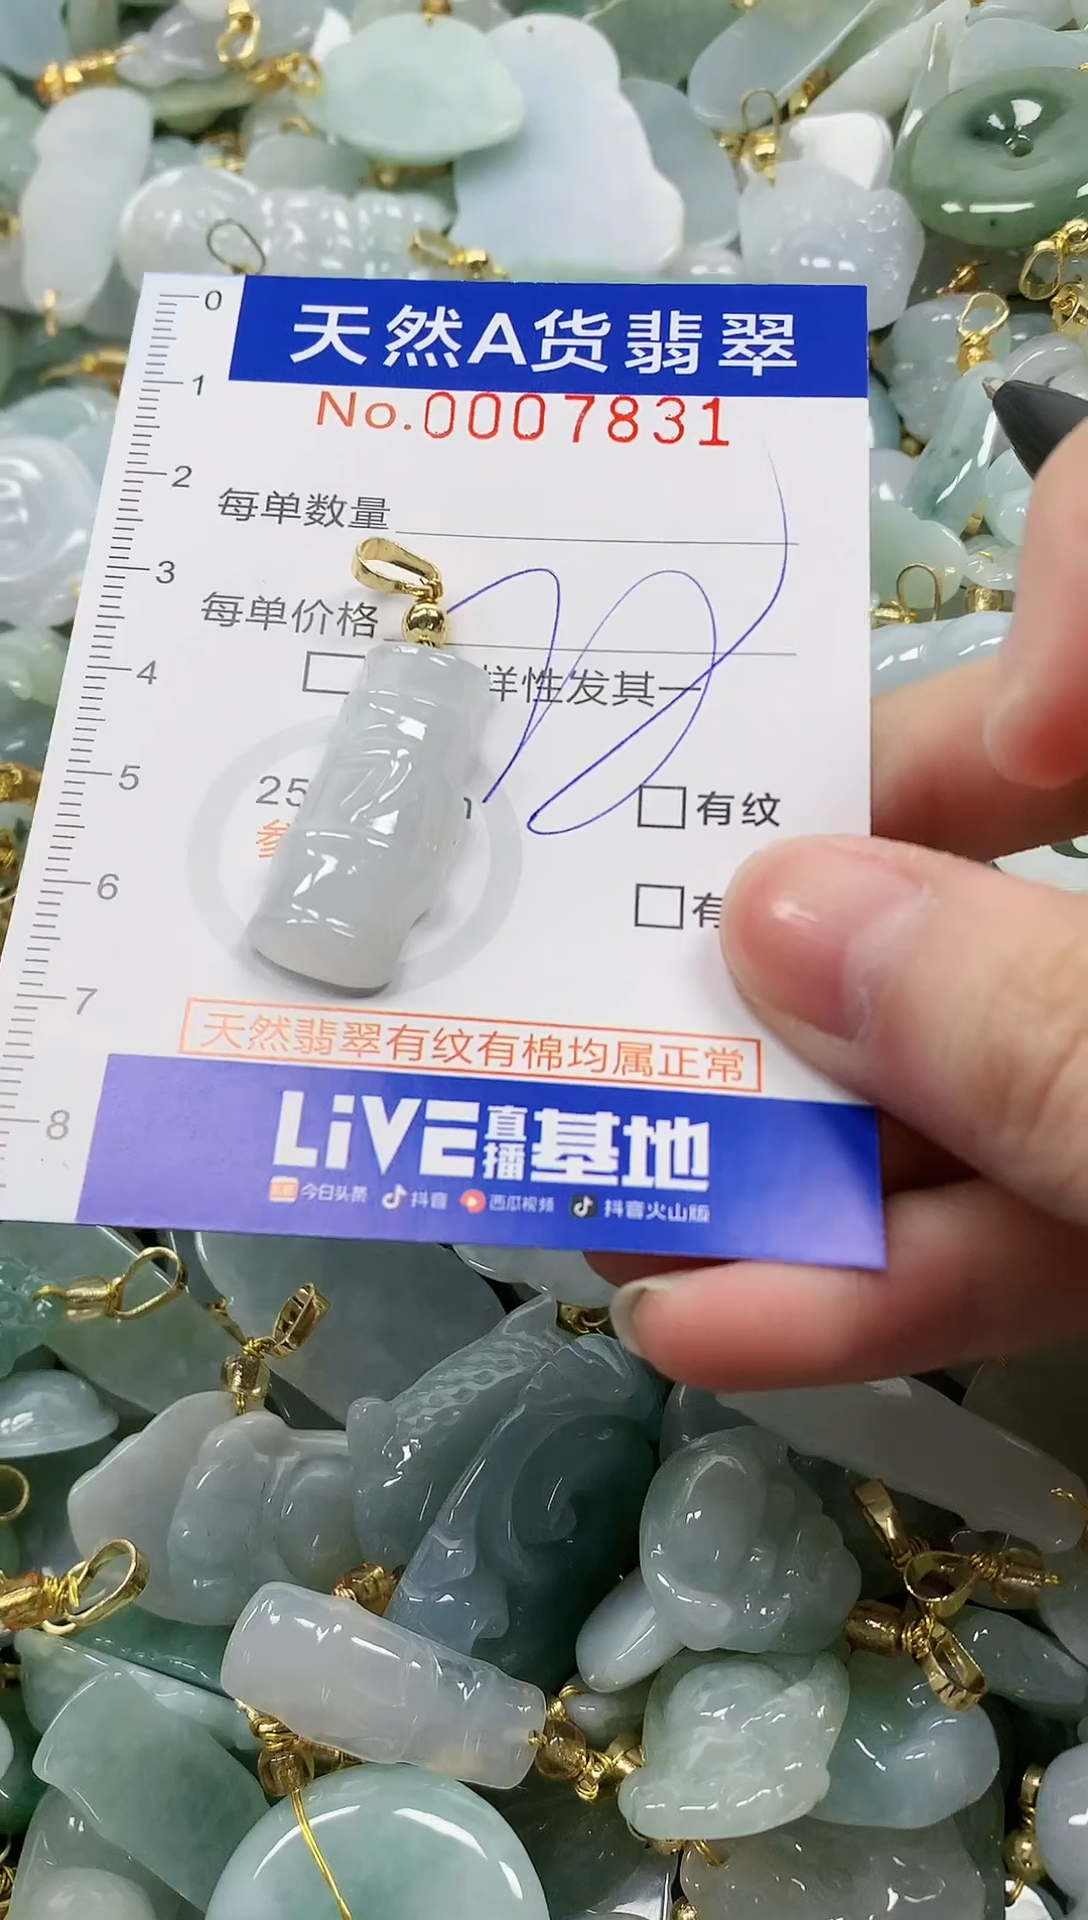 天然A货翡翠
No.0007831
每单数量
每单价格
样性发其一
25
有纹
参
有
天然翡翠有纹有棉均属正常
LiVE直播基地
今日头条 抖音 西瓜视频 抖音火山版
0
1
2
3
4
5
6
7
8